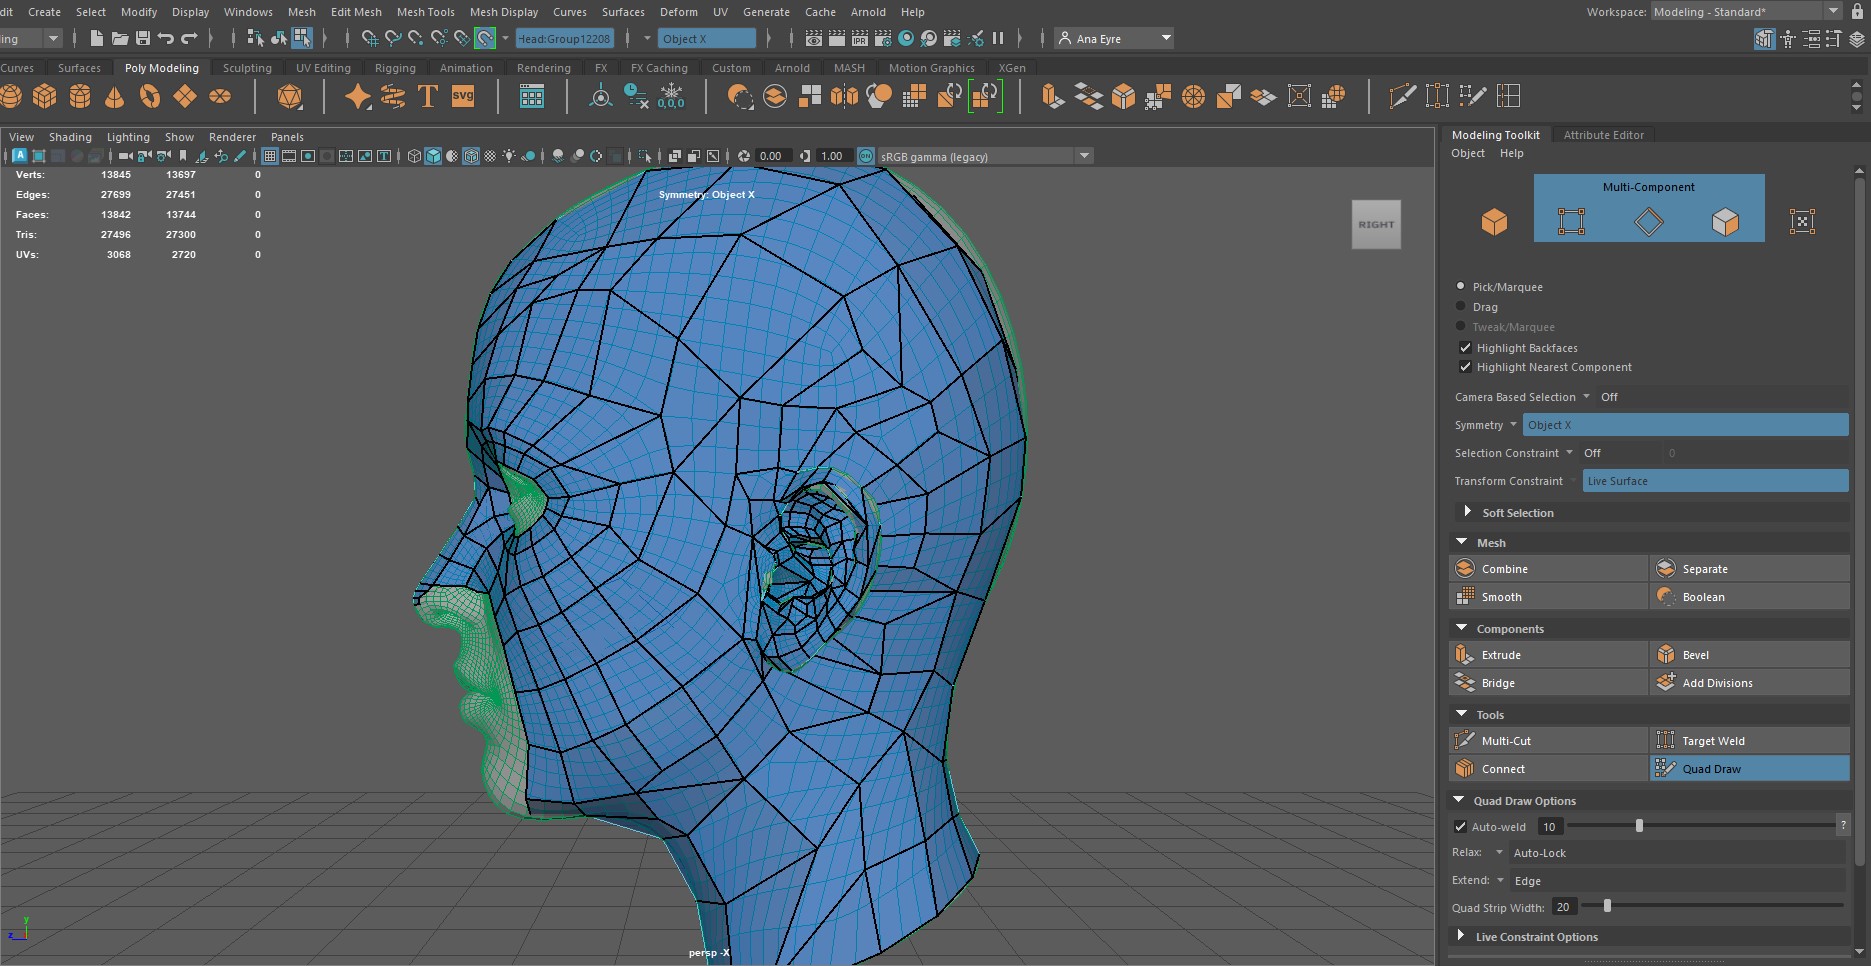 dit Create Select Modify Display Windows Mesh Edit Mesh Mesh Tools Mesh Display Curves Surfaces Deform UV Generate Cache Arnold Help Workspace: Modeling - Standard*
ing Head:Group12208 Object X IPR Ana Eyre
Curves Surfaces Poly Modeling Sculpting UV Editing Rigging Animation Rendering FX FX Caching Custom Arnold MASH Motion Graphics XGen
T svg 0,0,0
View Shading Lighting Show Renderer Panels
0.00 1.00 ON sRGB gamma (legacy)
Verts: 13845 13697 0
Edges: 27699 27451 0
Faces: 13842 13744 0
Tris: 27496 27300 0
UVs: 3068 2720 0
Symmetry: Object X
RIGHT
y
z
persp -X
Modeling Toolkit Attribute Editor
Object Help
Multi-Component
Pick/Marquee
Drag
Tweak/Marquee
Highlight Backfaces
Highlight Nearest Component
Camera Based Selection Off
Symmetry Object X
Selection Constraint Off 0
Transform Constraint Live Surface
Soft Selection
Mesh
Combine Separate
Smooth Boolean
Components
Extrude Bevel
Bridge Add Divisions
Tools
Multi-Cut Target Weld
Connect Quad Draw
Quad Draw Options
Auto-weld 10 ?
Relax: Auto-Lock
Extend: Edge
Quad Strip Width: 20
Live Constraint Options